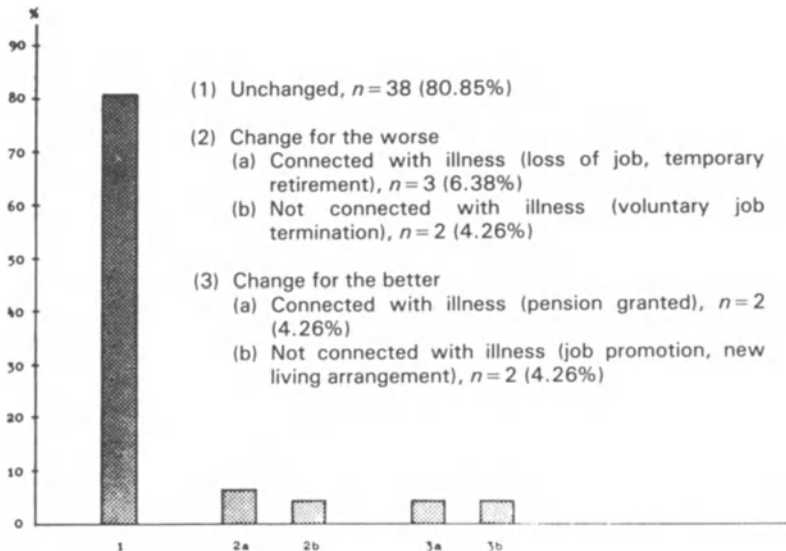 %
90
80
70
60
50
40
30
20
10
0
(1) Unchanged, n = 38 (80.85%)
(2) Change for the worse
(a) Connected with illness (loss of job, temporary
retirement), n = 3 (6.38%)
(b) Not connected with illness (voluntary job
termination), n = 2 (4.26%)
(3) Change for the better
(a) Connected with illness (pension granted), n = 2
(4.26%)
(b) Not connected with illness (job promotion, new
living arrangement), n = 2 (4.26%)
1 2a 2b 3a 3b